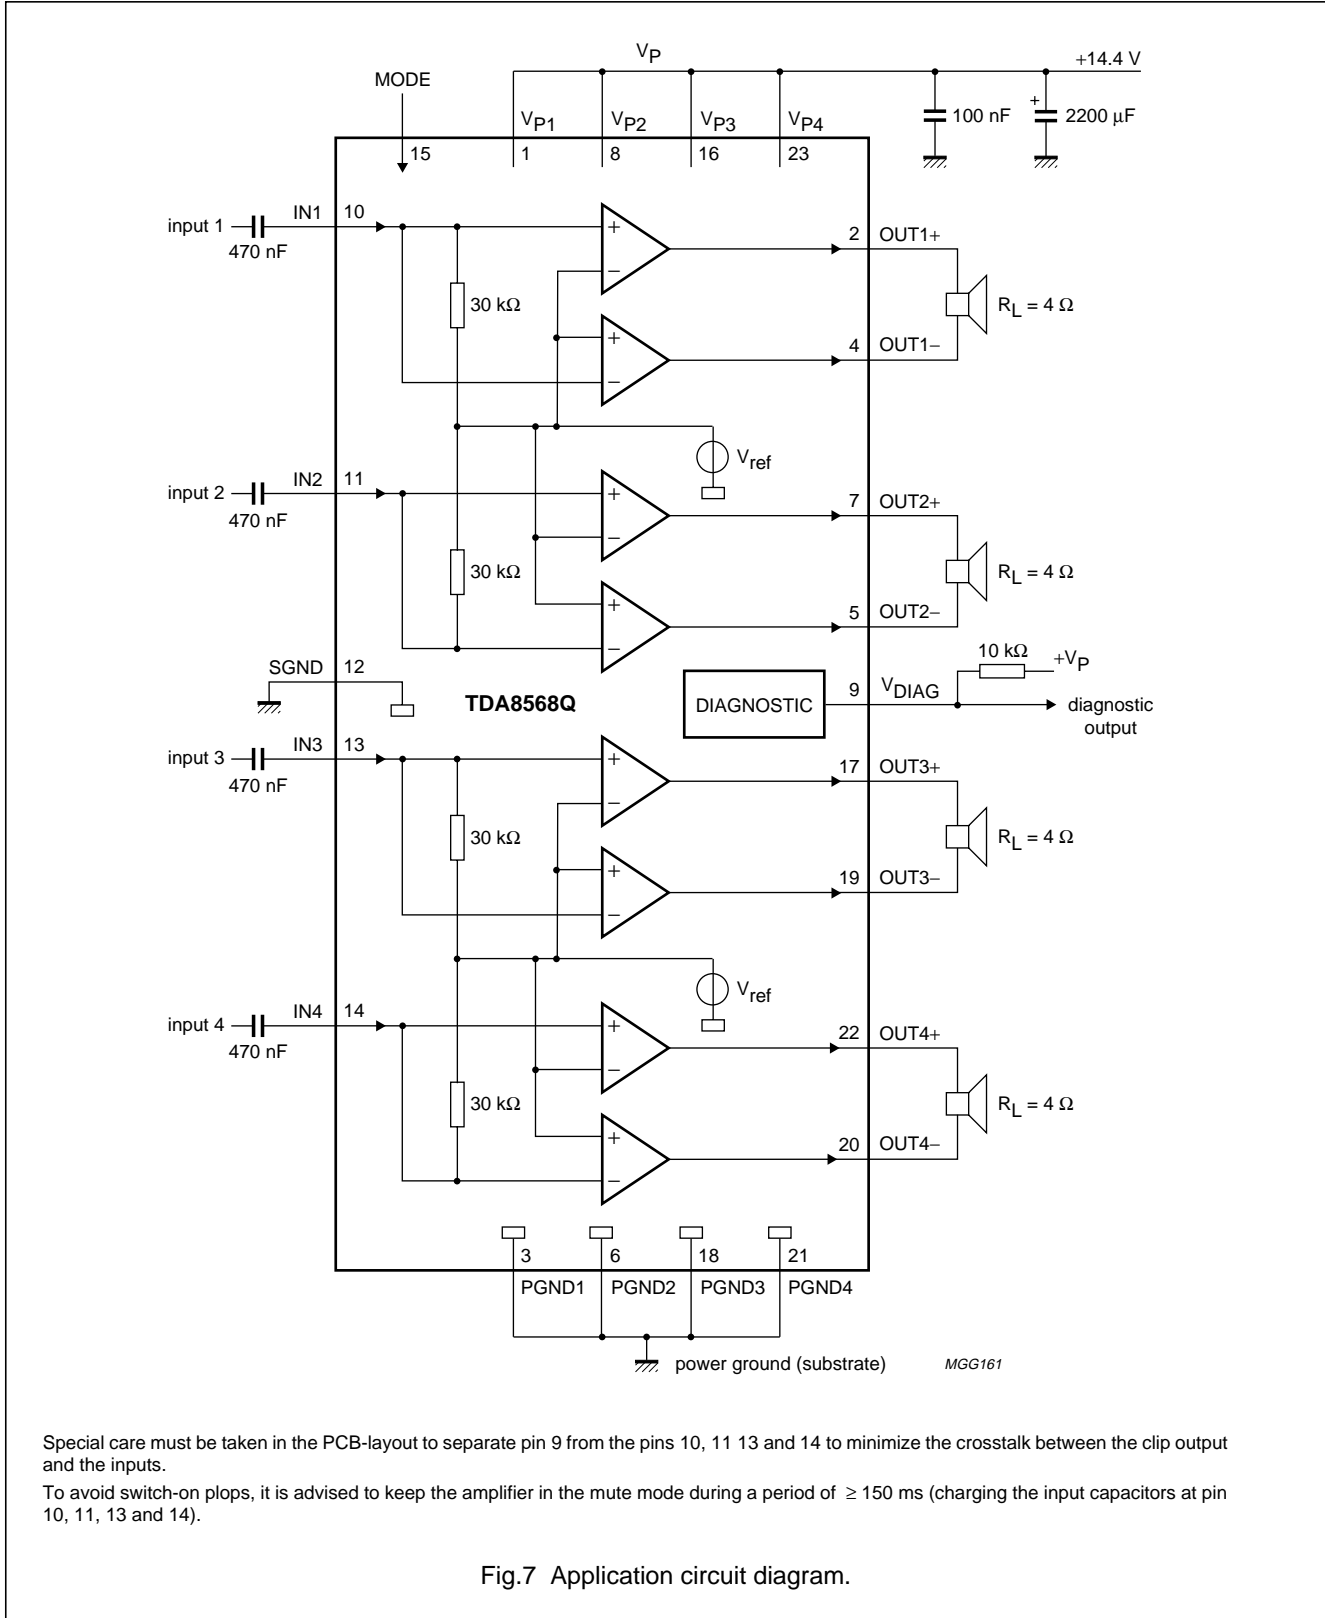 VP
+14.4 V
MODE
100 nF
+
2200 μF
VP1
VP2
VP3
VP4
15
1
8
16
23
input 1
470 nF
IN1
10
+
−
2
OUT1+
30 kΩ
RL = 4 Ω
+
−
4
OUT1−
Vref
input 2
470 nF
IN2
11
+
−
7
OUT2+
30 kΩ
RL = 4 Ω
+
−
5
OUT2−
SGND
12
TDA8568Q
DIAGNOSTIC
9
VDIAG
10 kΩ
+VP
diagnostic
output
input 3
470 nF
IN3
13
+
−
17
OUT3+
30 kΩ
RL = 4 Ω
+
−
19
OUT3−
Vref
input 4
470 nF
IN4
14
+
−
22
OUT4+
30 kΩ
RL = 4 Ω
+
−
20
OUT4−
3
6
18
21
PGND1
PGND2
PGND3
PGND4
power ground (substrate)
MGG161
Special care must be taken in the PCB-layout to separate pin 9 from the pins 10, 11 13 and 14 to minimize the crosstalk between the clip output
and the inputs.
To avoid switch-on plops, it is advised to keep the amplifier in the mute mode during a period of ≥ 150 ms (charging the input capacitors at pin
10, 11, 13 and 14).
Fig.7 Application circuit diagram.